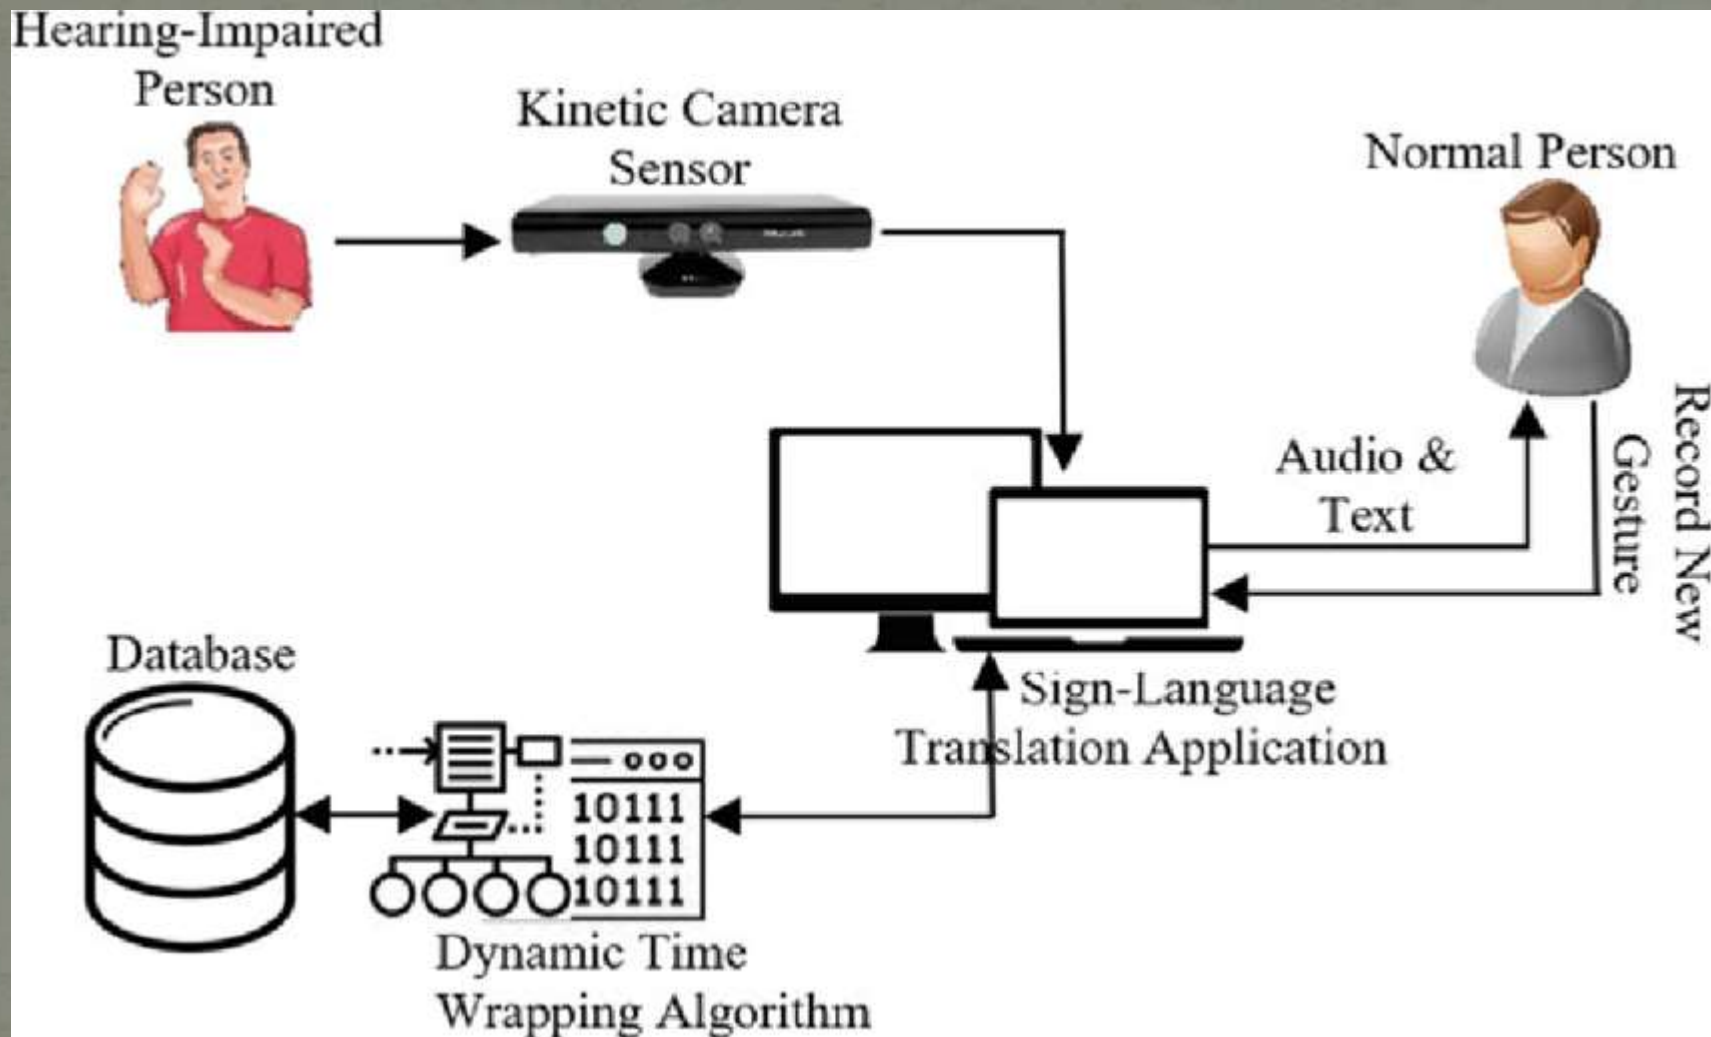 Hearing-Impaired
Person
Kinetic Camera
Sensor
Normal Person
Audio &
Text
Record New
Gesture
Sign-Language
Translation Application
Database
10111
10111
10111
Dynamic Time
Wrapping Algorithm